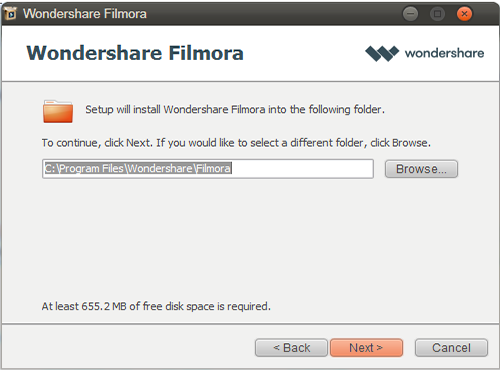 Wondershare Filmora
Wondershare Filmora
wondershare
Setup will install Wondershare Filmora into the following folder.
To continue, click Next. If you would like to select a different folder, click Browse.
C:\Program Files\Wondershare\Filmora
Browse...
At least 655.2 MB of free disk space is required.
< Back
Next >
Cancel